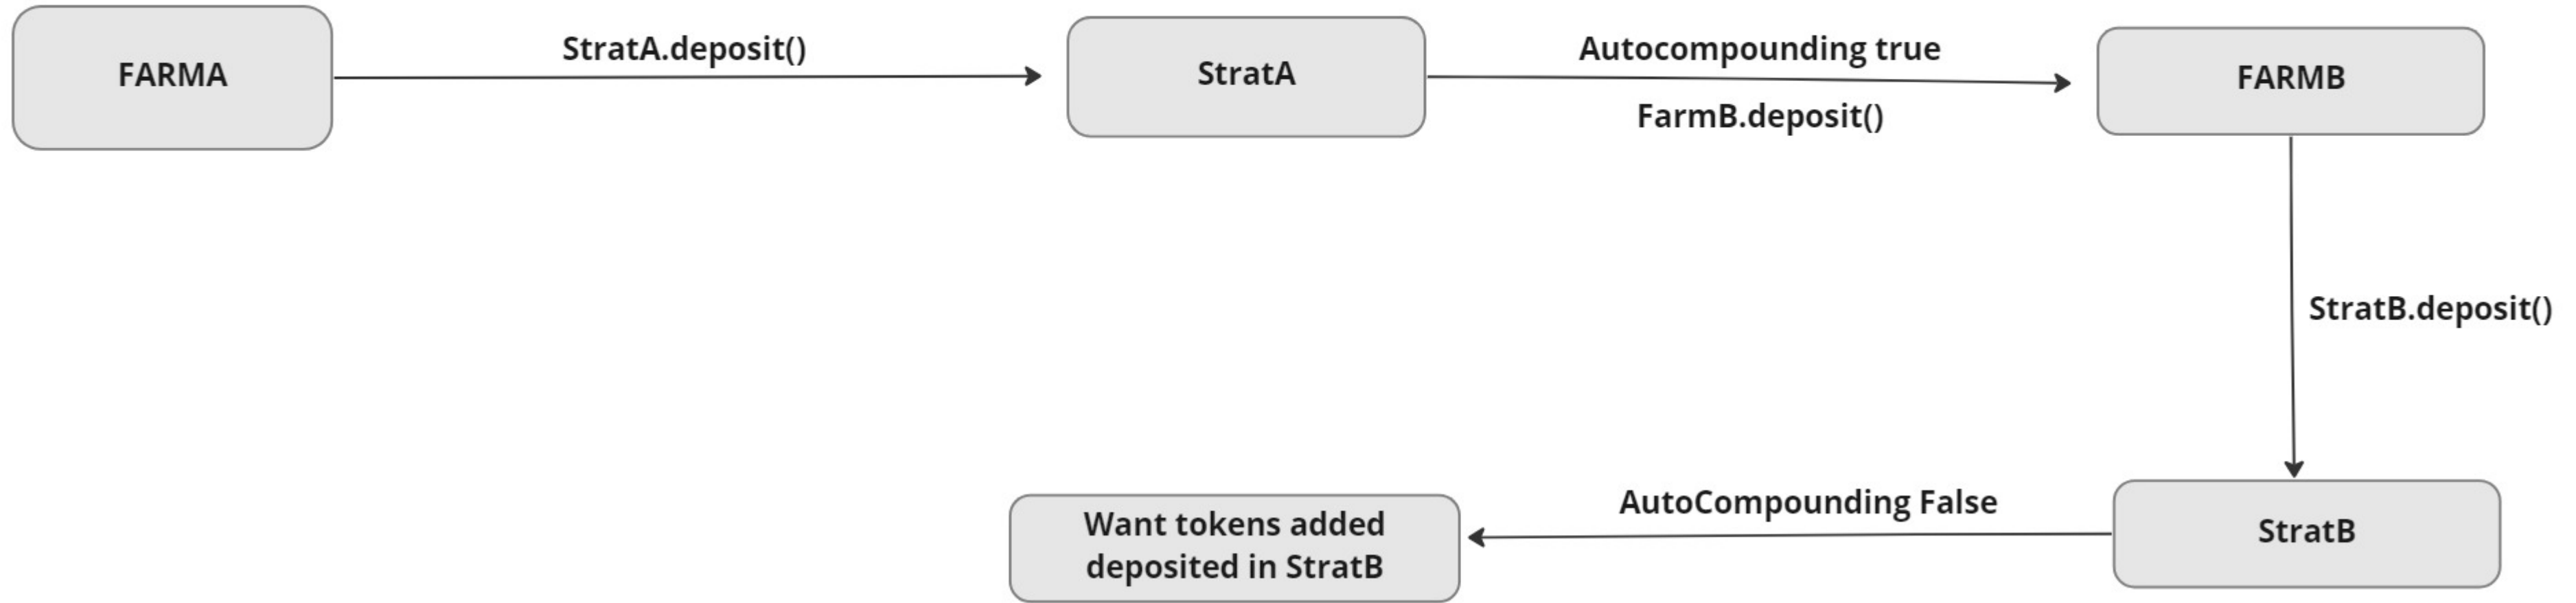 FARMA
StratA.deposit()
StratA
Autocompounding true
FarmB.deposit()
FARMB
StratB.deposit()
StratB
AutoCompounding False
Want tokens added
deposited in StratB